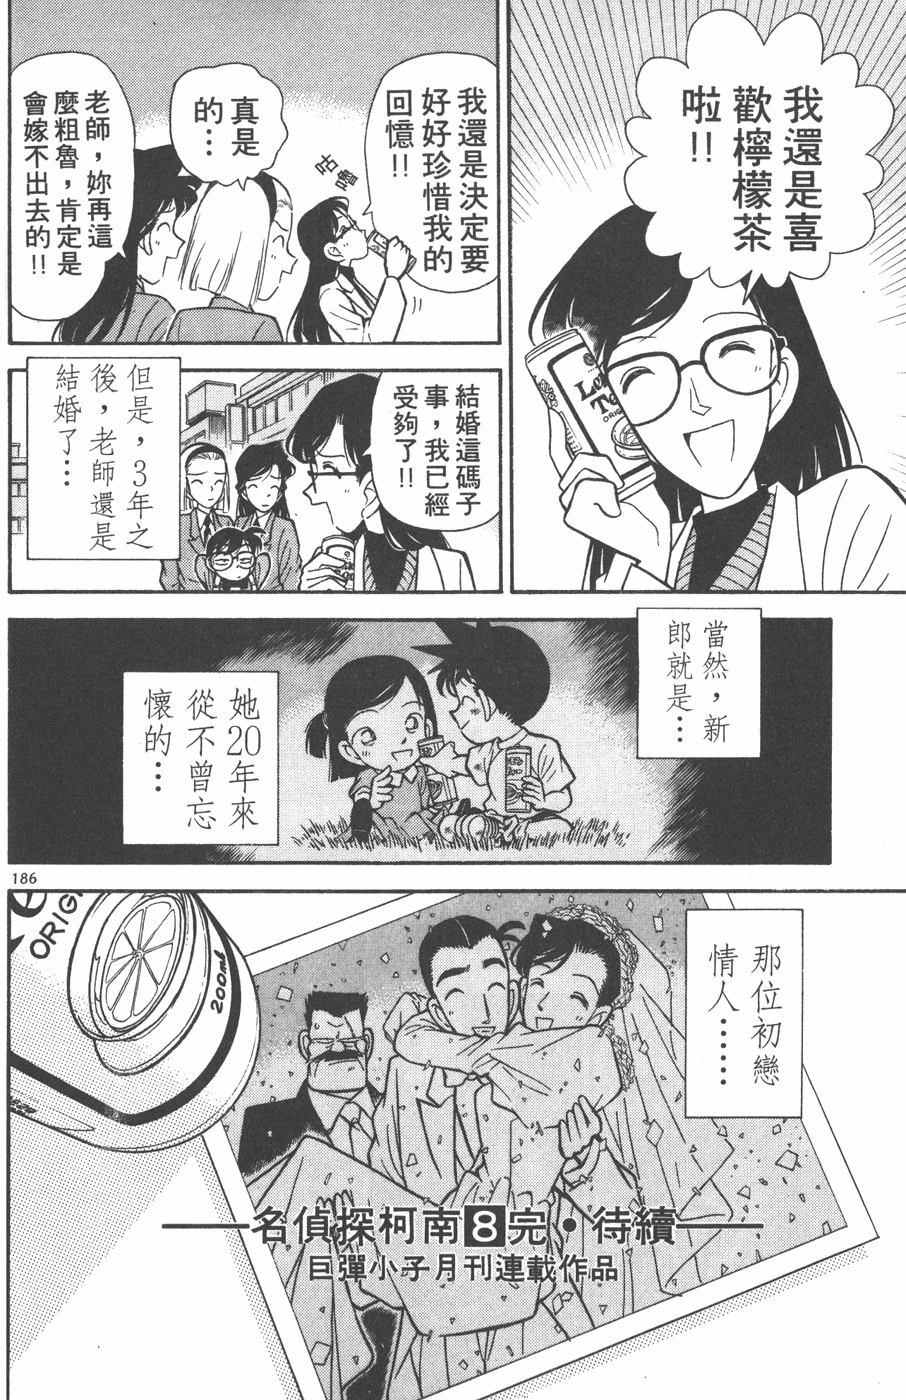 我還是喜
歡檸檬茶
啦!!
Le
Te
ORIG
我還是決定要
好好珍惜我的
回憶!!
咕嚕
真是
的…
老師，妳再這
麼粗魯，肯定是
會嫁不出去的!!
結婚這碼子
事，我已經
受夠了!!
但是，3年之
後，老師還是
結婚了…
當然，新
郎就是…
她20年來
從不曾忘
懷的…
186
那位初戀
情人……
ORIG
200ml
名偵探柯南8完・待續
巨彈小子月刊連載作品